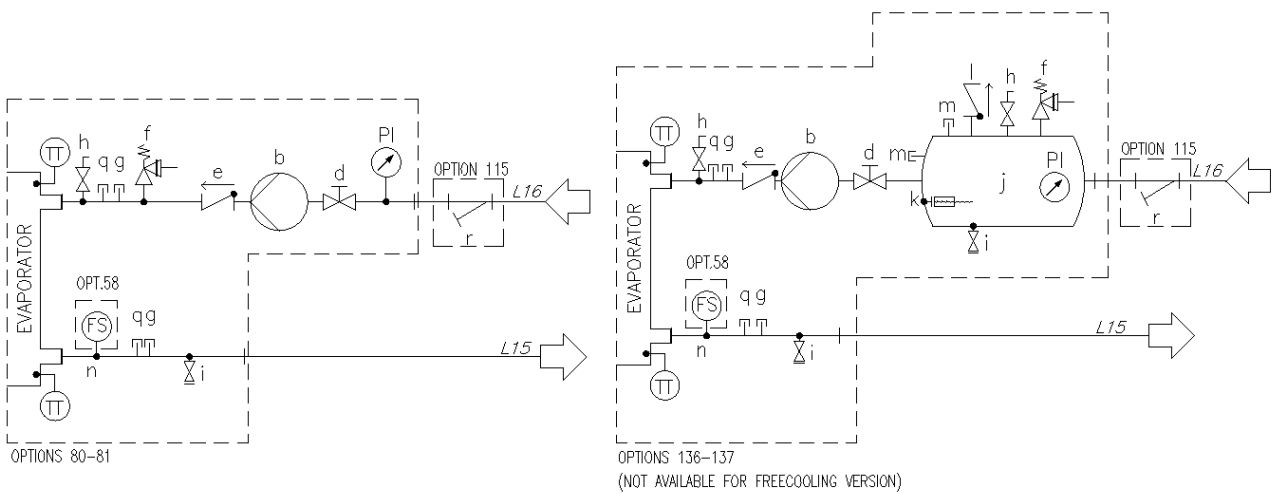 TT
h
q g
f
e
b
d
PI
OPTION 115
L16
r
EVAPORATOR
OPT.58
FS
n
q g
i
L15
TT
OPTIONS 80-81
TT
h
q g
e
b
d
m
m
l
h
f
PI
j
k
i
OPTION 115
L16
r
EVAPORATOR
OPT.58
FS
n
q g
i
L15
TT
OPTIONS 136-137
(NOT AVAILABLE FOR FREECOOLING VERSION)